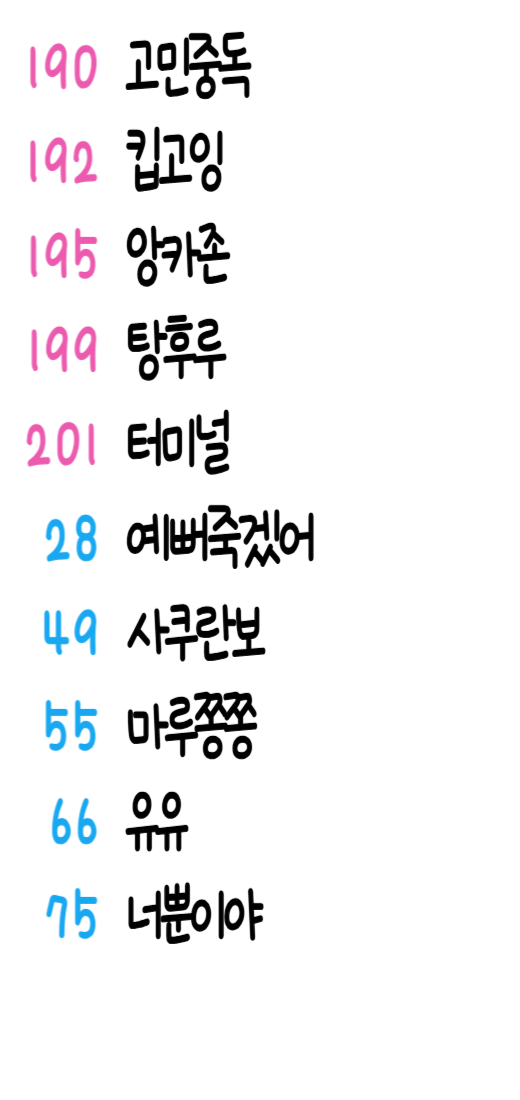 190 고민중독
192 킵고잉
195 앙카존
199 탕후루
201 터미널
28 예뻐죽겠어
49 사쿠란보
55 마루쫑쫑
66 유유
75 너뿐이야